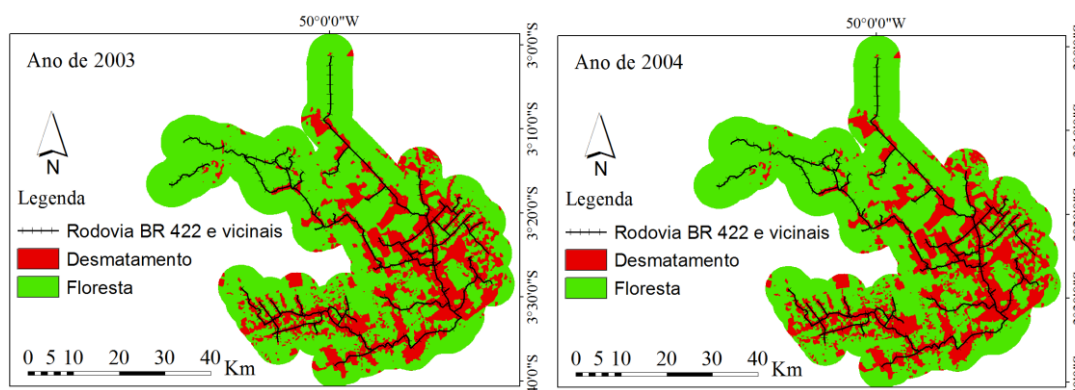 50°0'0"W
Ano de 2003
N
Legenda
Rodovia BR 422 e vicinais
Desmatamento
Floresta
0 5 10 20 30 40 Km
3°0'0"S
3°10'0"S
3°20'0"S
3°30'0"S
50°0'0"W
Ano de 2004
N
Legenda
Rodovia BR 422 e vicinais
Desmatamento
Floresta
0 5 10 20 30 40 Km